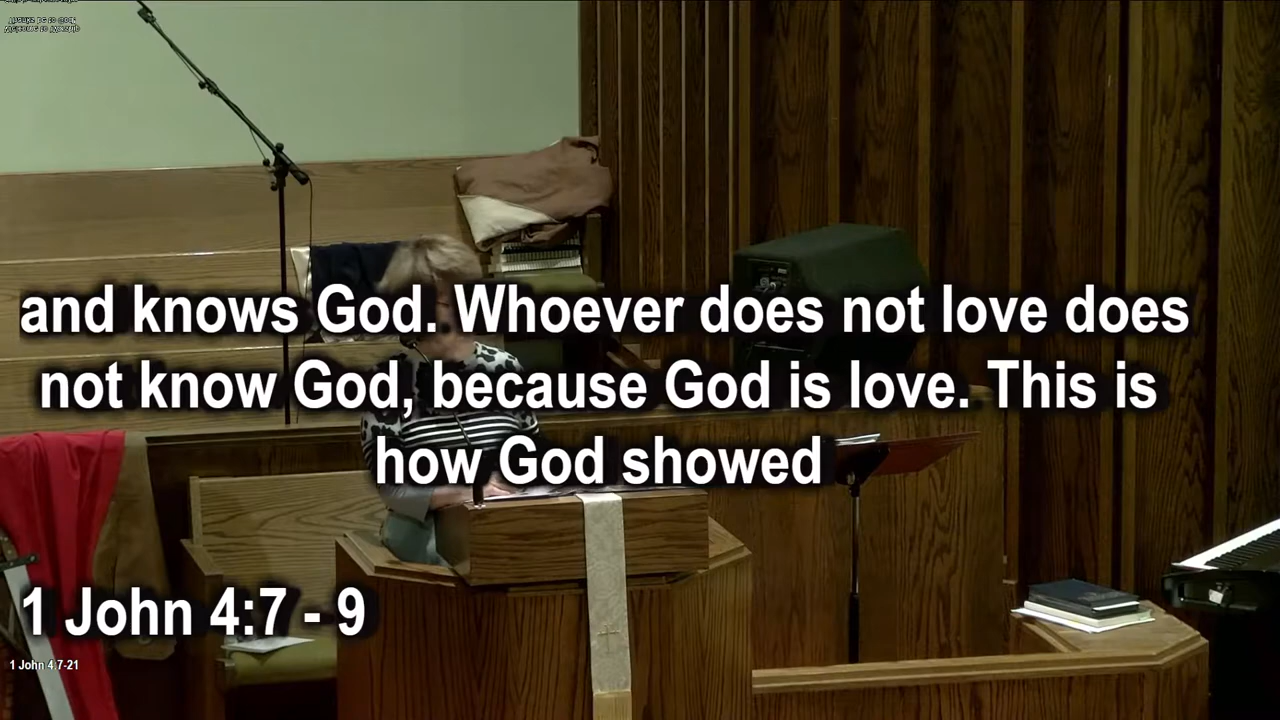 and knows God. Whoever does not love does
not know God, because God is love. This is
how God showed
1 John 4:7 - 9
1 John 4:7-21